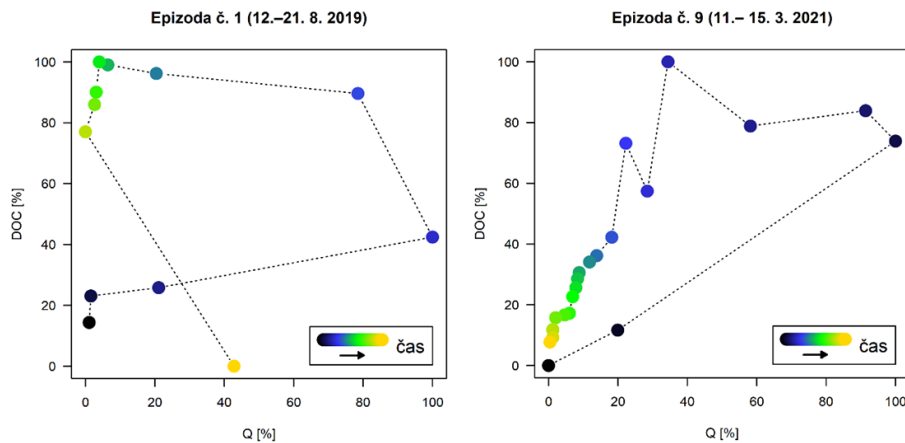 Epizoda č. 1 (12.–21. 8. 2019)
DOC [%]
100
80
60
40
20
0
0 20 40 60 80 100
Q [%]
čas
Epizoda č. 9 (11.– 15. 3. 2021)
DOC [%]
100
80
60
40
20
0
0 20 40 60 80 100
Q [%]
čas